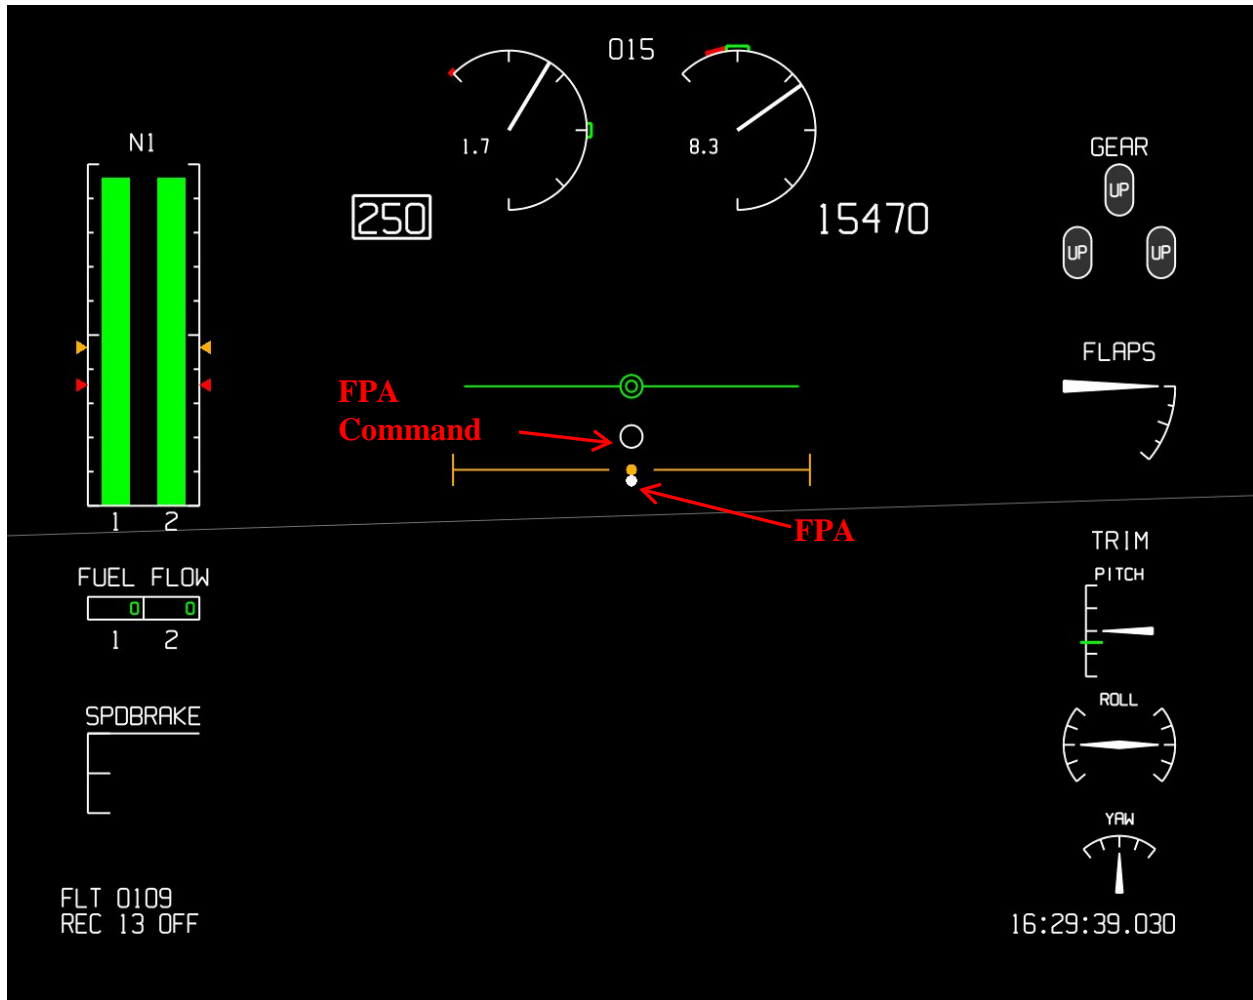 015
N1
1.7
8.3
GEAR
UP
UP UP
250
15470
FLAPS
FPA
Command
FPA
1 2
TRIM
PITCH
FUEL FLOW
0 0
1 2
ROLL
SPDBRAKE
YAW
FLT 0109
REC 13 OFF
16:29:39.030